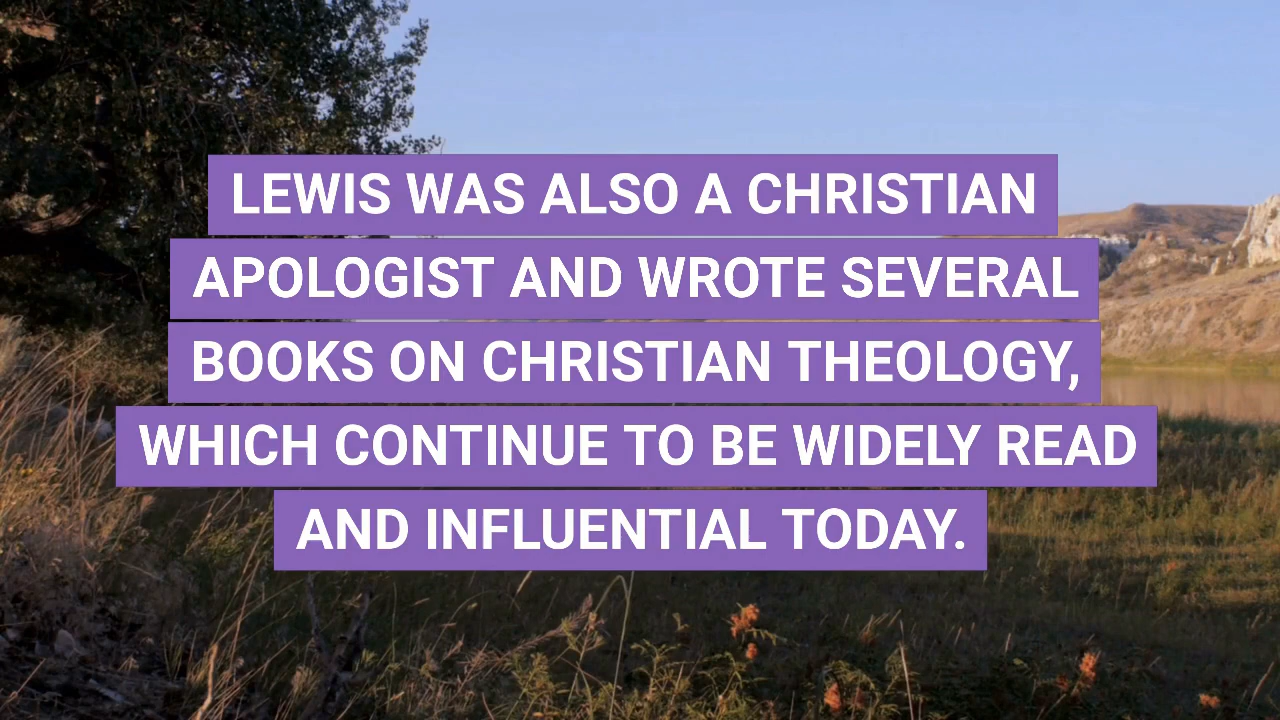 LEWIS WAS ALSO A CHRISTIAN
APOLOGIST AND WROTE SEVERAL
BOOKS ON CHRISTIAN THEOLOGY,
WHICH CONTINUE TO BE WIDELY READ
AND INFLUENTIAL TODAY.